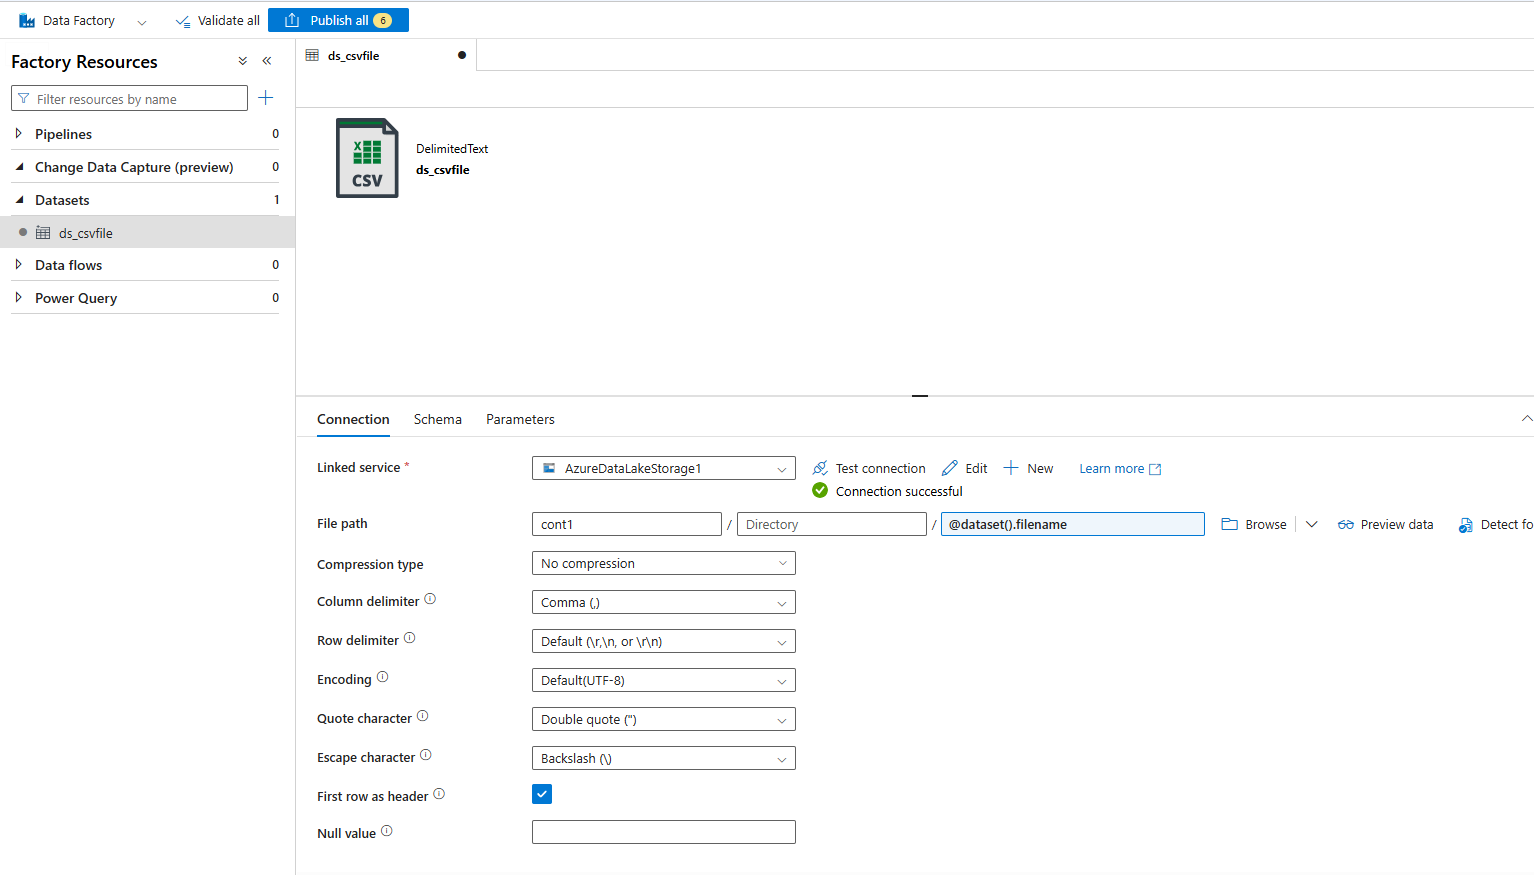 Data Factory
Validate all
Publish all 6
Factory Resources
Filter resources by name
Pipelines 0
Change Data Capture (preview) 0
Datasets 1
ds_csvfile
Data flows 0
Power Query 0
ds_csvfile
CSV
DelimitedText
ds_csvfile
Connection Schema Parameters
Linked service * AzureDataLakeStorage1 Test connection Edit New Learn more
Connection successful
File path cont1 / Directory / @dataset().filename Browse Preview data Detect fo
Compression type No compression
Column delimiter Comma (,)
Row delimiter Default (\r,\n, or \r\n)
Encoding Default(UTF-8)
Quote character Double quote (")
Escape character Backslash (\)
First row as header
Null value